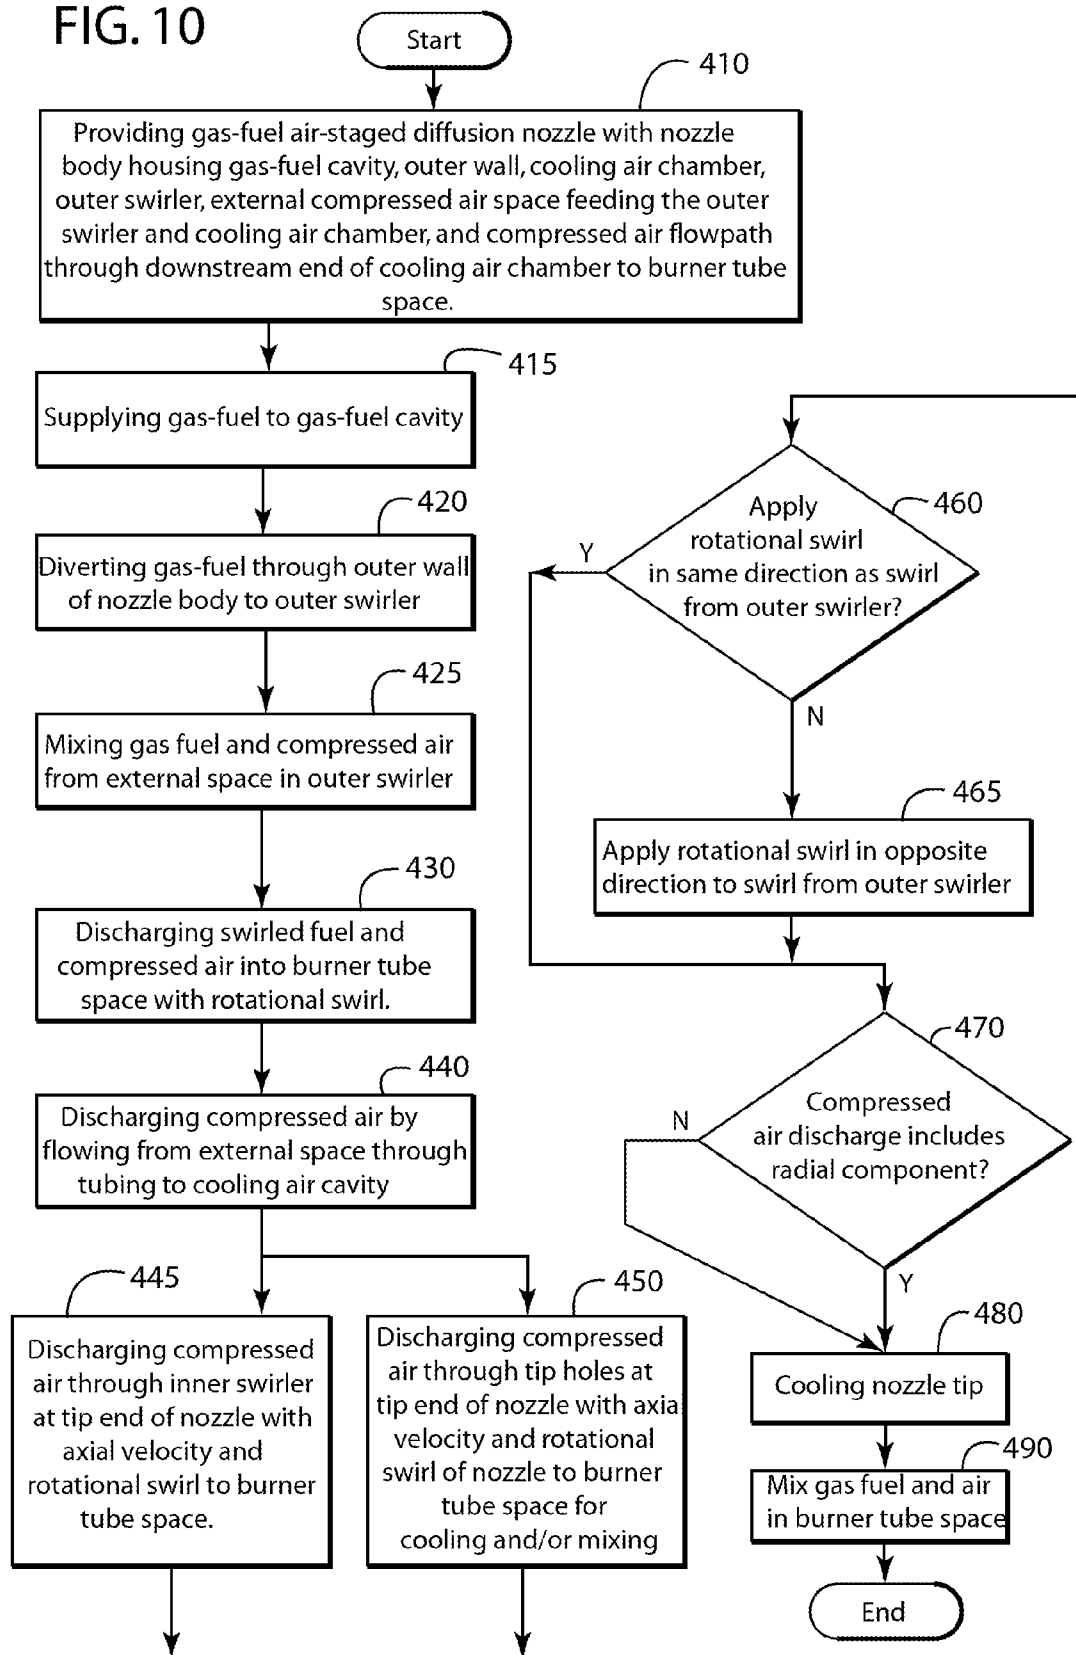 FIG. 10
Start
410
Providing gas-fuel air-staged diffusion nozzle with nozzle
body housing gas-fuel cavity, outer wall, cooling air chamber,
outer swirler, external compressed air space feeding the outer
swirler and cooling air chamber, and compressed air flowpath
through downstream end of cooling air chamber to burner tube
space.
415
Supplying gas-fuel to gas-fuel cavity
420
Diverting gas-fuel through outer wall
of nozzle body to outer swirler
425
Mixing gas fuel and compressed air
from external space in outer swirler
430
Discharging swirled fuel and
compressed air into burner tube
space with rotational swirl.
440
Discharging compressed air by
flowing from external space through
tubing to cooling air cavity
445
Discharging compressed
air through inner swirler
at tip end of nozzle with
axial velocity and
rotational swirl to burner
tube space.
450
Discharging compressed
air through tip holes at
tip end of nozzle with axial
velocity and rotational
swirl of nozzle to burner
tube space for
cooling and/or mixing
460
Apply
rotational swirl
in same direction as swirl
from outer swirler?
Y
N
465
Apply rotational swirl in opposite
direction to swirl from outer swirler
470
Compressed
air discharge includes
radial component?
N
Y
480
Cooling nozzle tip
490
Mix gas fuel and air
in burner tube space
End